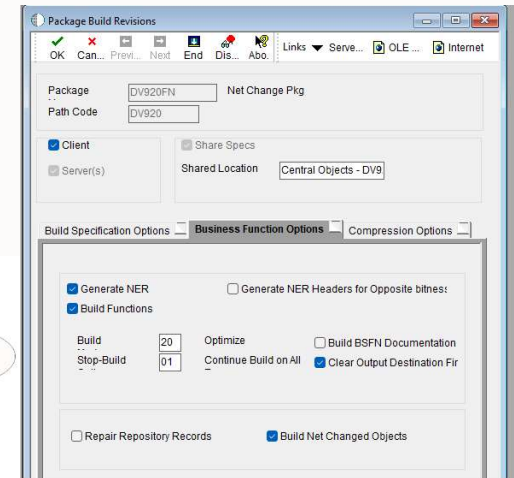 Package Build Revisions
OK Can... Previ... Next End Dis... Abo. Links Serve... OLE ... Internet
Package DV920FN Net Change Pkg
Path Code DV920
Client Share Specs
Server(s) Shared Location Central Objects - DV9
Build Specification Options Business Function Options Compression Options
Generate NER Generate NER Headers for Opposite bitness
Build Functions
Build 20 Optimize Build BSFN Documentation
Stop-Build 01 Continue Build on All Clear Output Destination Fir
Repair Repository Records Build Net Changed Objects